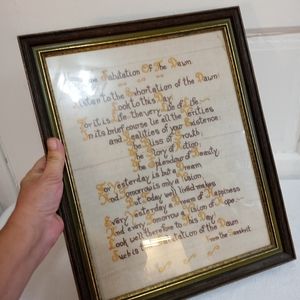 The Salutation Of The Dawn
Listen to the Exhortation of the Dawn!
Look to this Day
For it is Life, the very Life of Life.
In its brief course lie all the Verities
and Realities of your Existence:
The Bliss of Growth,
The Glory of Action,
The Splendour of Beauty,
For Yesterday is but a Dream,
And Tomorrow is only a Vision,
But Today well lived makes
Every Yesterday a Dream of Happiness
And every Tomorrow a Vision of Hope.
Look well therefore to this Day!
Such is the Salutation of the Dawn
From the Sanskrit